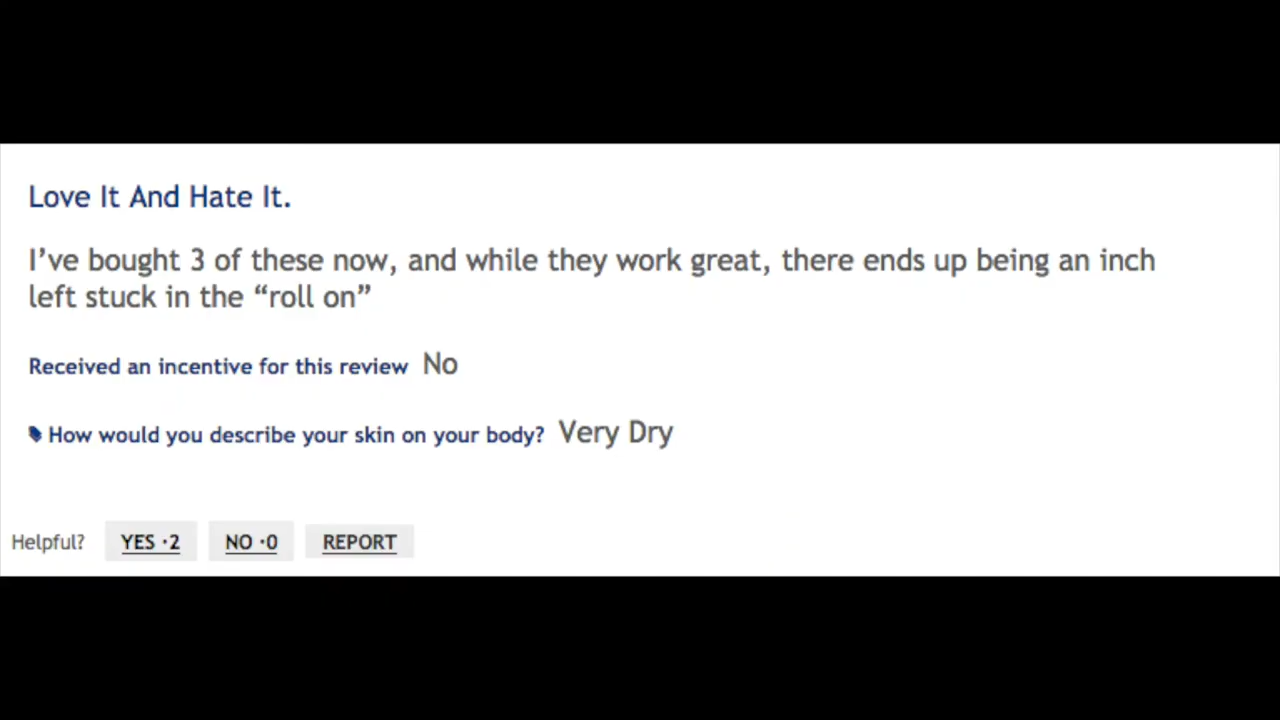 Love It And Hate It.
I’ve bought 3 of these now, and while they work great, there ends up being an inch
left stuck in the “roll on”
Received an incentive for this review No
How would you describe your skin on your body? Very Dry
Helpful? YES ·2 NO ·0 REPORT